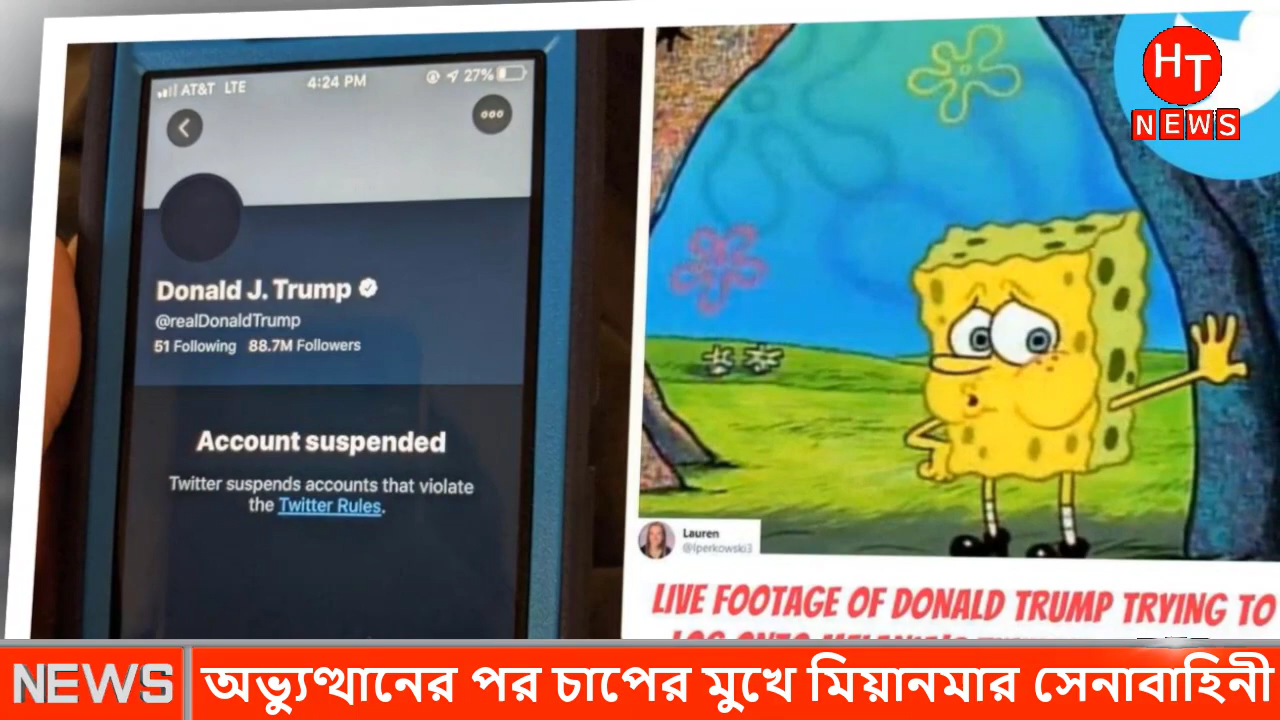 AT&T LTE 4:24 PM 27%
Donald J. Trump
@realDonaldTrump
51 Following 88.7M Followers
Account suspended
Twitter suspends accounts that violate
the Twitter Rules.
HT
NEWS
Lauren
@lperkowski3
LIVE FOOTAGE OF DONALD TRUMP TRYING TO
NEWS
অভ্যুত্থানের পর চাপের মুখে মিয়ানমার সেনাবাহিনী